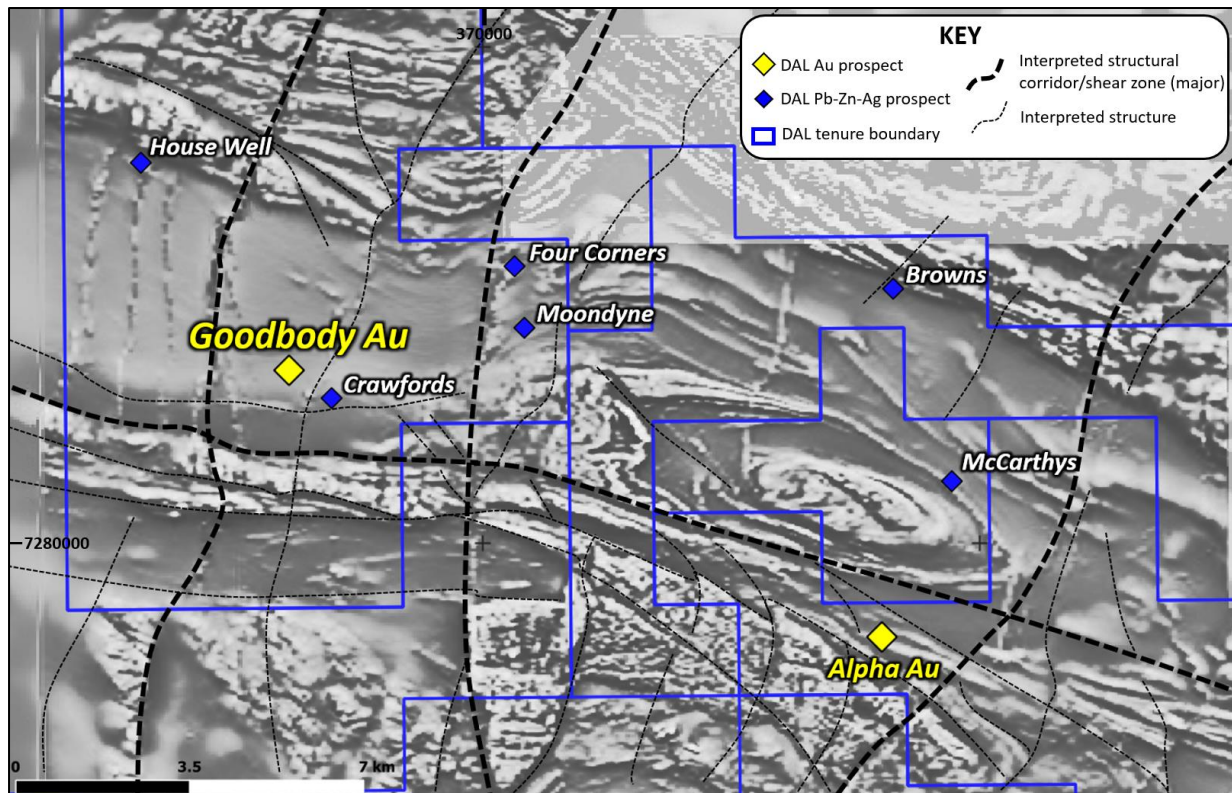 370000
KEY
DAL Au prospect
DAL Pb-Zn-Ag prospect
DAL tenure boundary
Interpreted structural
corridor/shear zone (major)
Interpreted structure
House Well
Four Corners
Browns
Moondyne
Goodbody Au
Crawfords
McCarthys
7280000
Alpha Au
0 3.5 7 km